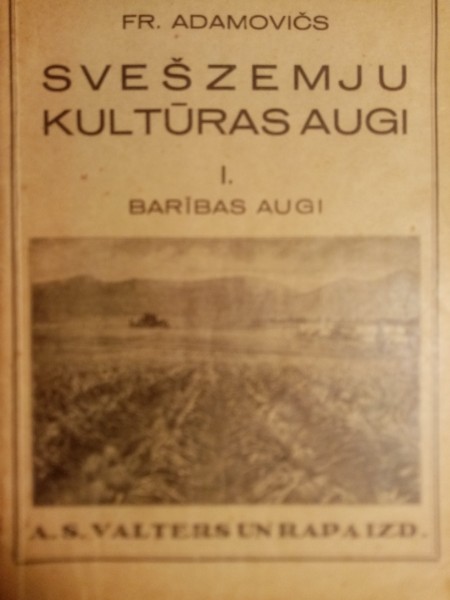 FR. ADAMOVIČS
SVEŠZEMJU
KULTŪRAS AUGI
I.
BARĪBAS AUGI
A. S. VALTERS UN RAPA IZD.